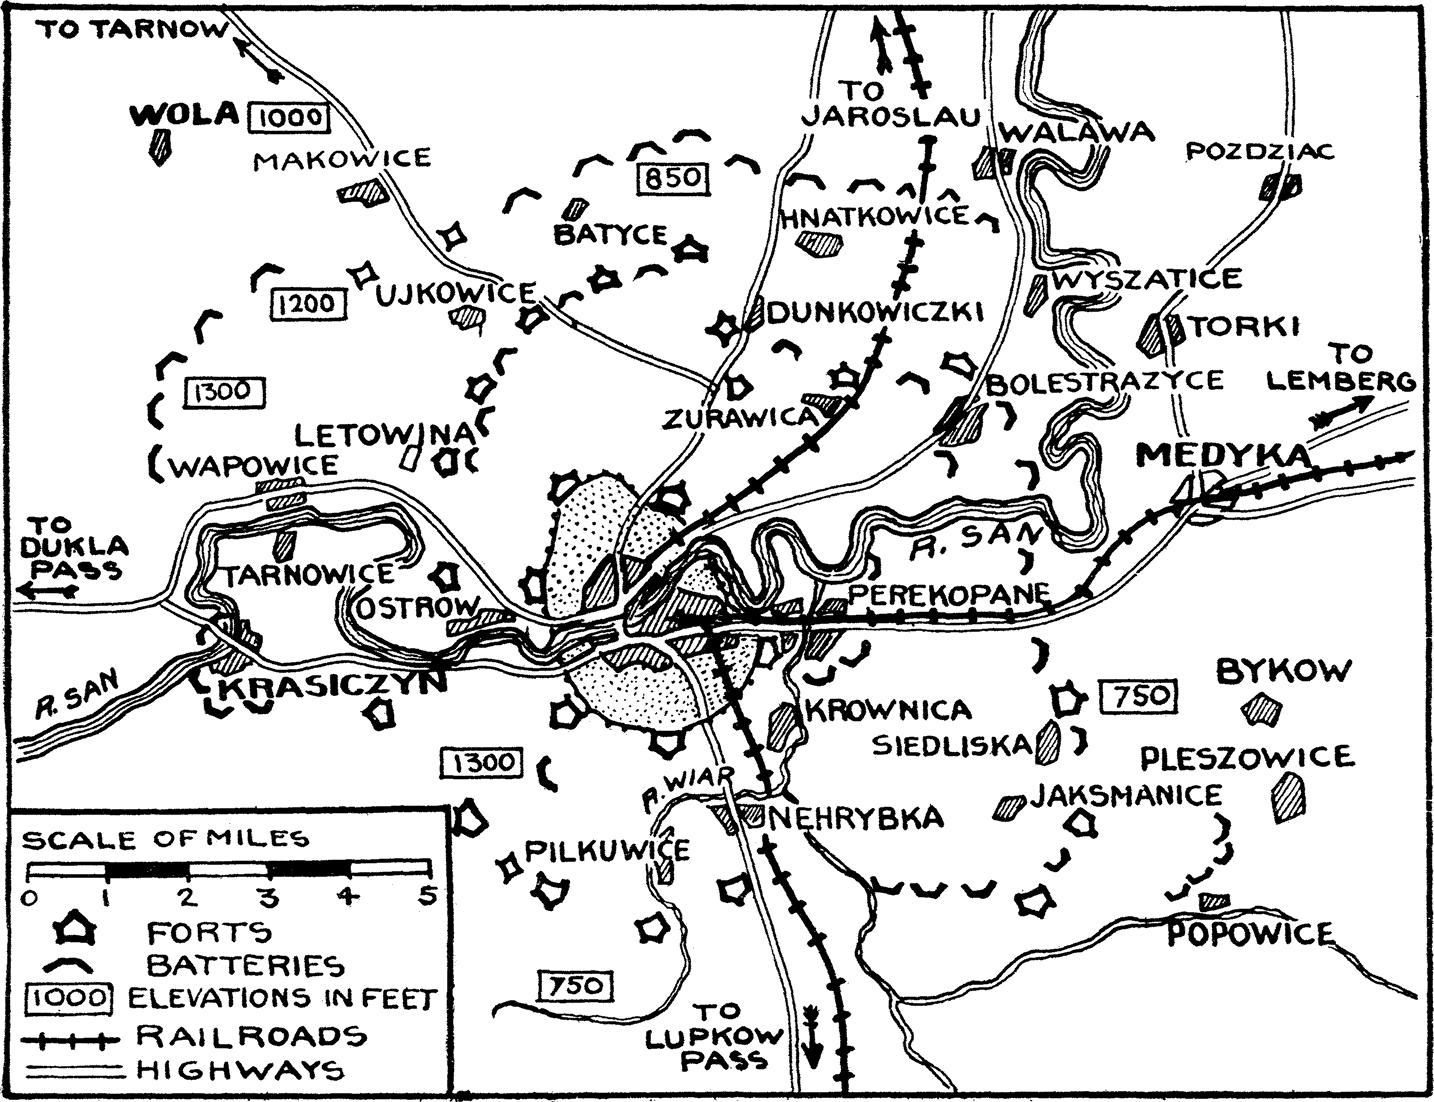 TO TARNOW
WOLA
1000
MAKOWICE
850
BATYCE
TO
JAROSLAU
WALAWA
POZDZIAC
HNATKOWICE
1200
UJKOWICE
WYSZATICE
DUNKOWICZKI
TORKI
TO
LEMBERG
1300
BOLESTRAZYCE
ZURAWICA
LETOWJNA
WAPOWICE
MEDYKA
TO
DUKLA
PASS
R. SAN
TARNOWICE
OSTROW
PEREKOPANE
R. SAN
KRASICZYN
BYKOW
750
KROWNICA
SIEDLISKA
PLESZOWICE
1300
R. WIAR
JAKSMANICE
NEHRYBKA
PILKUWICE
POPOWICE
750
TO
LUPKOW
PASS
SCALE OF MILES
0 1 2 3 4 5
FORTS
BATTERIES
1000 ELEVATIONS IN FEET
RAILROADS
HIGHWAYS